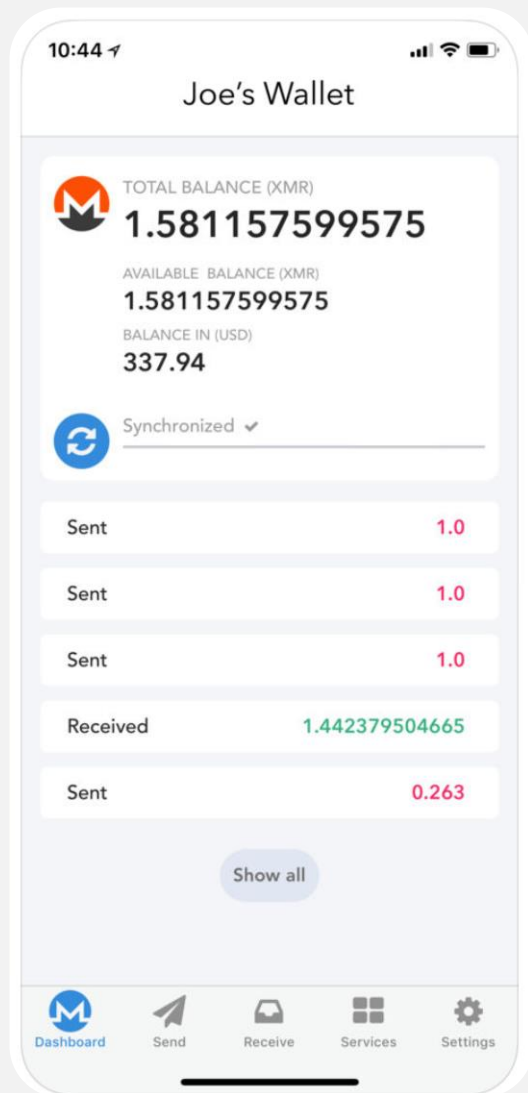 10:44
Joe's Wallet
TOTAL BALANCE (XMR)
1.581157599575
AVAILABLE BALANCE (XMR)
1.581157599575
BALANCE IN (USD)
337.94
Synchronized ✔
Sent 1.0
Sent 1.0
Sent 1.0
Received 1.442379504665
Sent 0.263
Show all
Dashboard Send Receive Services Settings